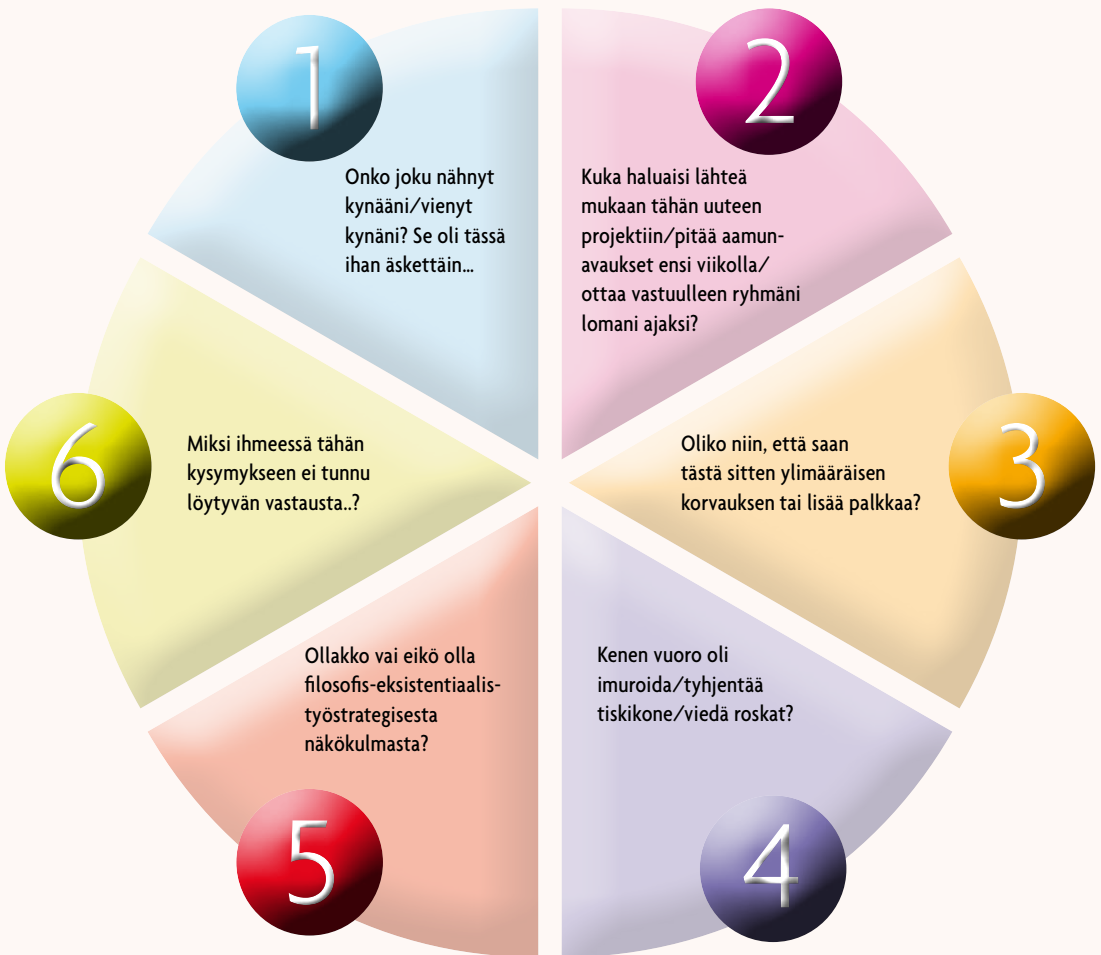 1
Onko joku nähnyt
kynääni/vienyt
kynäni? Se oli tässä
ihan äskettäin...
2
Kuka haluaisi lähteä
mukaan tähän uuteen
projektiin/pitää aamun-
avaukset ensi viikolla/
ottaa vastuulleen ryhmäni
lomani ajaksi?
3
Oliko niin, että saan
tästä sitten ylimääräisen
korvauksen tai lisää palkkaa?
4
Kenen vuoro oli
imuroida/tyhjentää
tiskikone/viedä roskat?
5
Ollakko vai eikö olla
filosofis-eksistentiaalis-
työstrategisesta
näkökulmasta?
6
Miksi ihmeessä tähän
kysymykseen ei tunnu
löytyvän vastausta..?